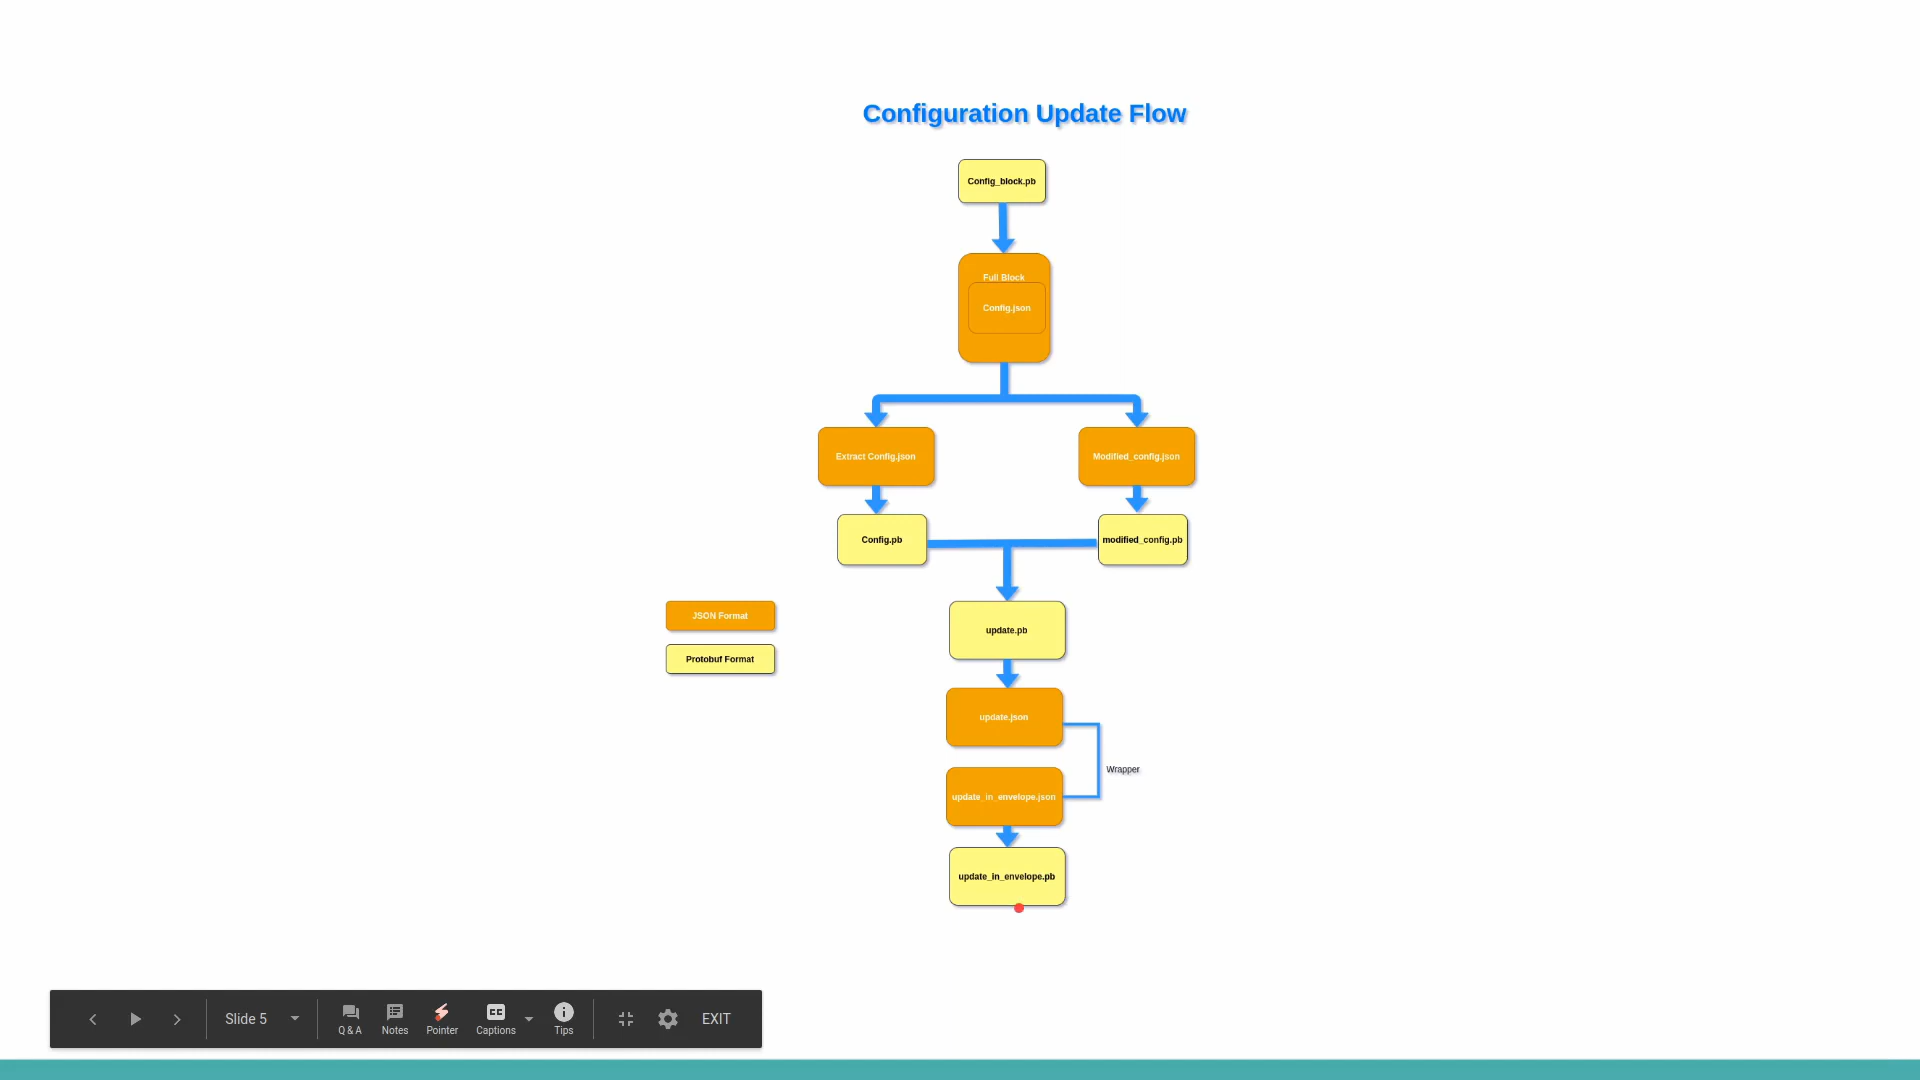 Configuration Update Flow
Config_block.pb
Full Block
Config.json
Extract Config.json
Modified_config.json
Config.pb
modified_config.pb
JSON Format
Protobuf Format
update.pb
update.json
Wrapper
update_in_envelope.json
update_in_envelope.pb
Slide 5
Q & A
Notes
Pointer
CC
Captions
Tips
EXIT